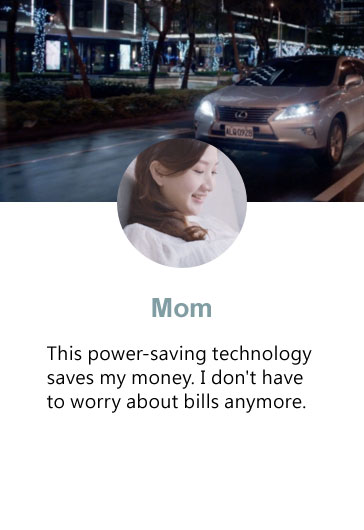 Mom
This power-saving technology
saves my money. I don't have
to worry about bills anymore.